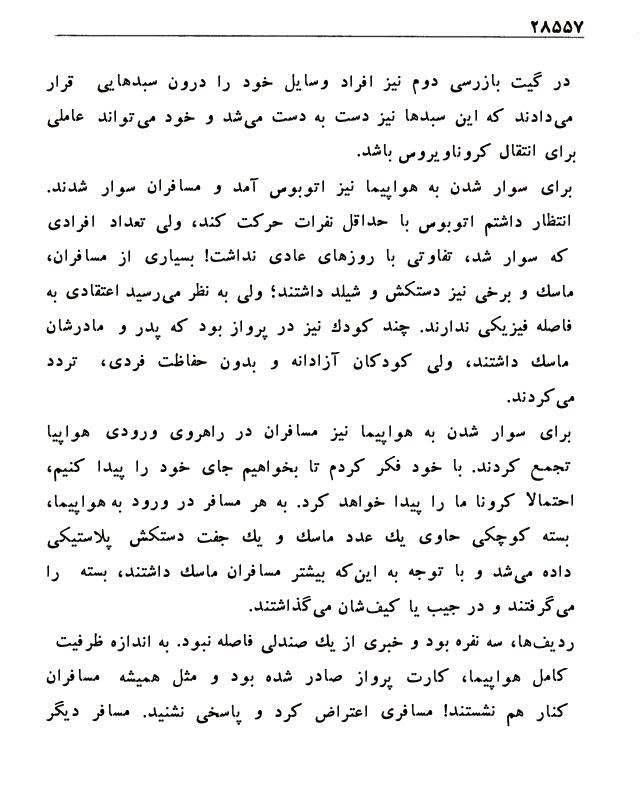 ۲۸۵۵۷
در گیت بازرسی دوم نیز افراد وسایل خود را درون سبدهایی قرار
می‌دادند که این سبدها نیز دست به دست می‌شد و خود می‌تواند عاملی
برای انتقال کروناویروس باشد.
برای سوار شدن به هواپیما نیز اتوبوس آمد و مسافران سوار شدند.
انتظار داشتم اتوبوس با حداقل نفرات حرکت کند، ولی تعداد افرادی
که سوار شد، تفاوتی با روزهای عادی نداشت! بسیاری از مسافران،
ماسك و برخی نیز دستکش و شیلد داشتند؛ ولی به نظر می‌رسید اعتقادی به
فاصله فیزیکی ندارند. چند کودك نیز در پرواز بود که پدر و مادرشان
ماسك داشتند، ولی کودکان آزادانه و بدون حفاظت فردی، تردد
می‌کردند.
برای سوار شدن به هواپیما نیز مسافران در راهروی ورودی هواپیا
تجمع کردند. با خود فکر کردم تا بخواهیم جای خود را پیدا کنیم،
احتمالا کرونا ما را پیدا خواهد کرد. به هر مسافر در ورود به هواپیما،
بسته کوچکی حاوی یك عدد ماسك و یك جفت دستکش پلاستیکی
داده می‌شد و با توجه به این‌که بیشتر مسافران ماسك داشتند، بسته را
می‌گرفتند و در جیب یا کیف‌شان می‌گذاشتند.
ردیف‌ها، سه نفره بود و خبری از یك صندلی فاصله نبود. به اندازه ظرفیت
کامل هواپیما، کارت پرواز صادر شده بود و مثل همیشه مسافران
کنار هم نشستند! مسافری اعتراض کرد و پاسخی نشنید. مسافر دیگر